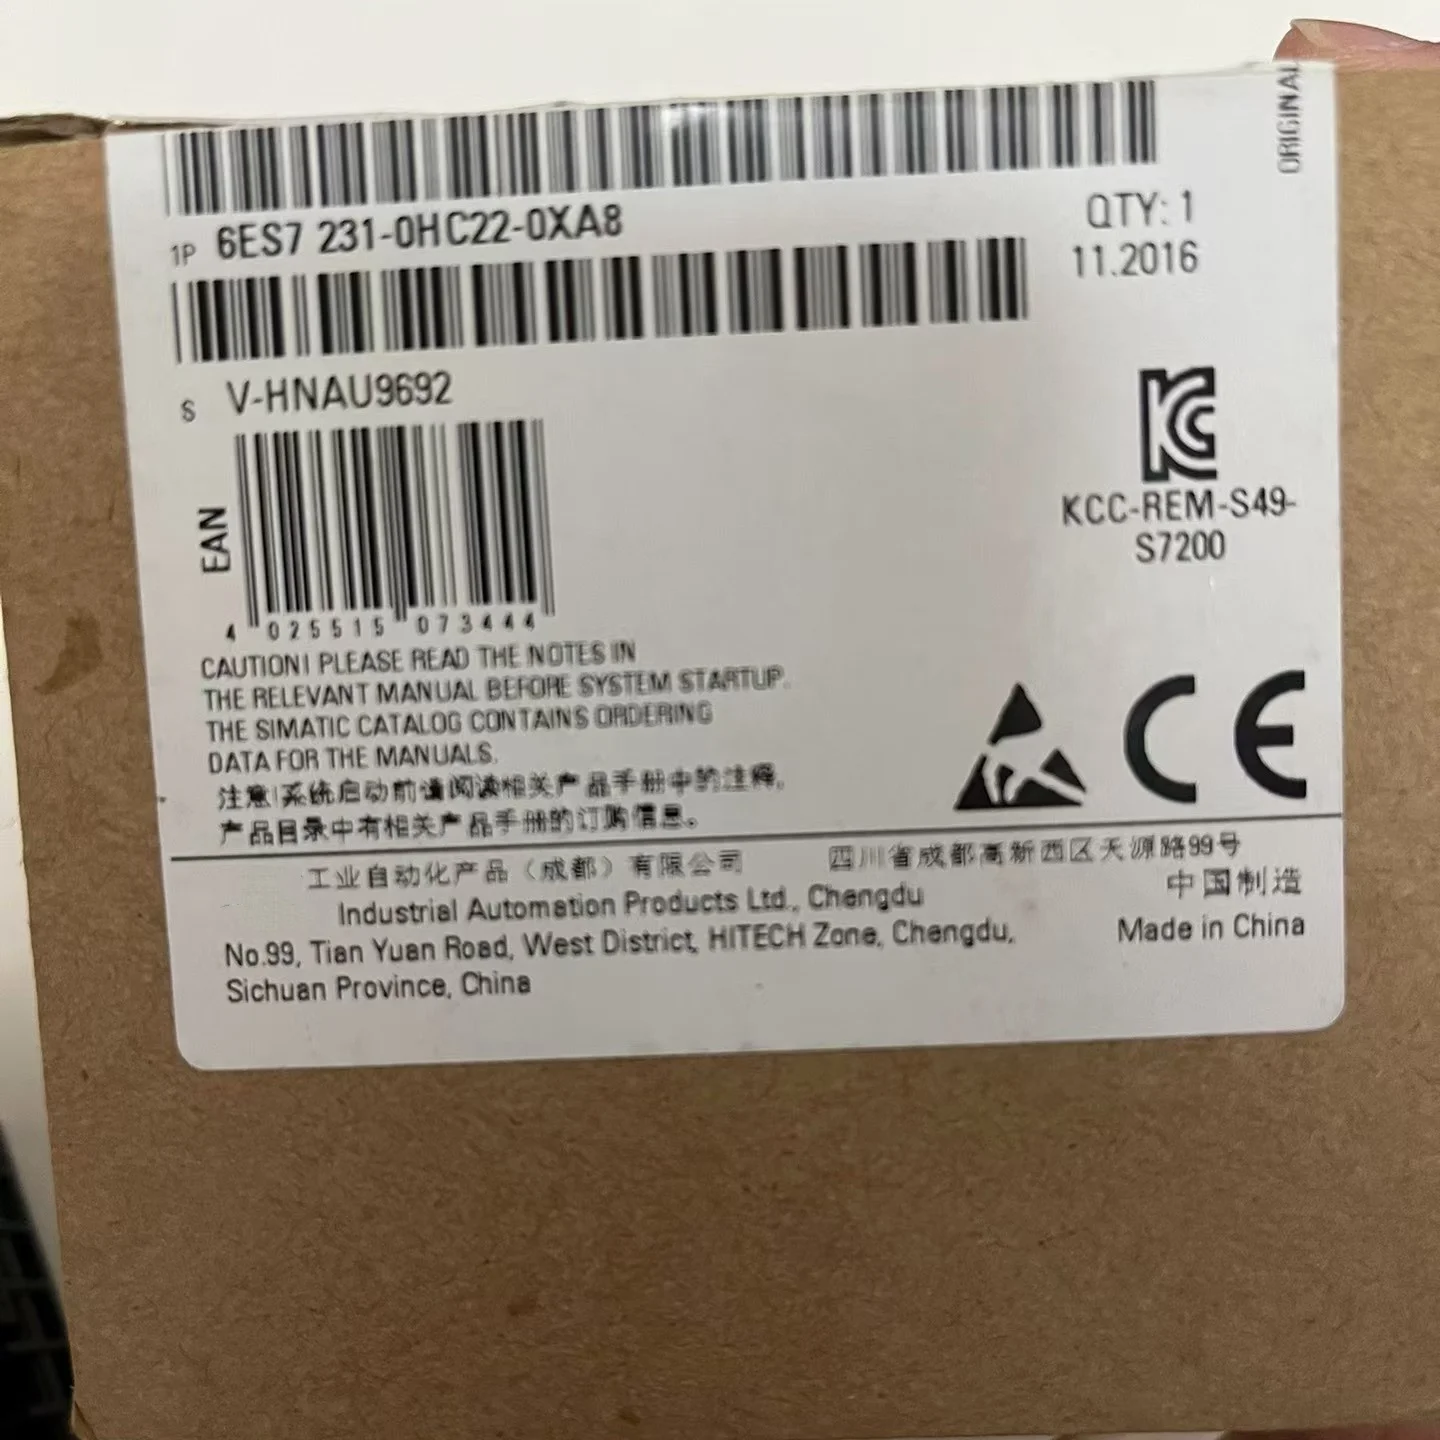 ORIGINAL
1P 6ES7 231-0HC22-0XA8
QTY: 1
11.2016
S V-HNAU9692
KC
KCC-REM-S49-
S7200
EAN
4 025515 073444
CAUTION! PLEASE READ THE NOTES IN
THE RELEVANT MANUAL BEFORE SYSTEM STARTUP.
THE SIMATIC CATALOG CONTAINS ORDERING
DATA FOR THE MANUALS.
注意!系统启动前请阅读相关产品手册中的注释.
产品目录中有相关产品手册的订购信息。
CE
工业自动化产品（成都）有限公司 四川省成都高新西区天源路99号
中国制造
Industrial Automation Products Ltd., Chengdu
No.99, Tian Yuan Road, West District, HITECH Zone, Chengdu,
Sichuan Province, China
Made in China